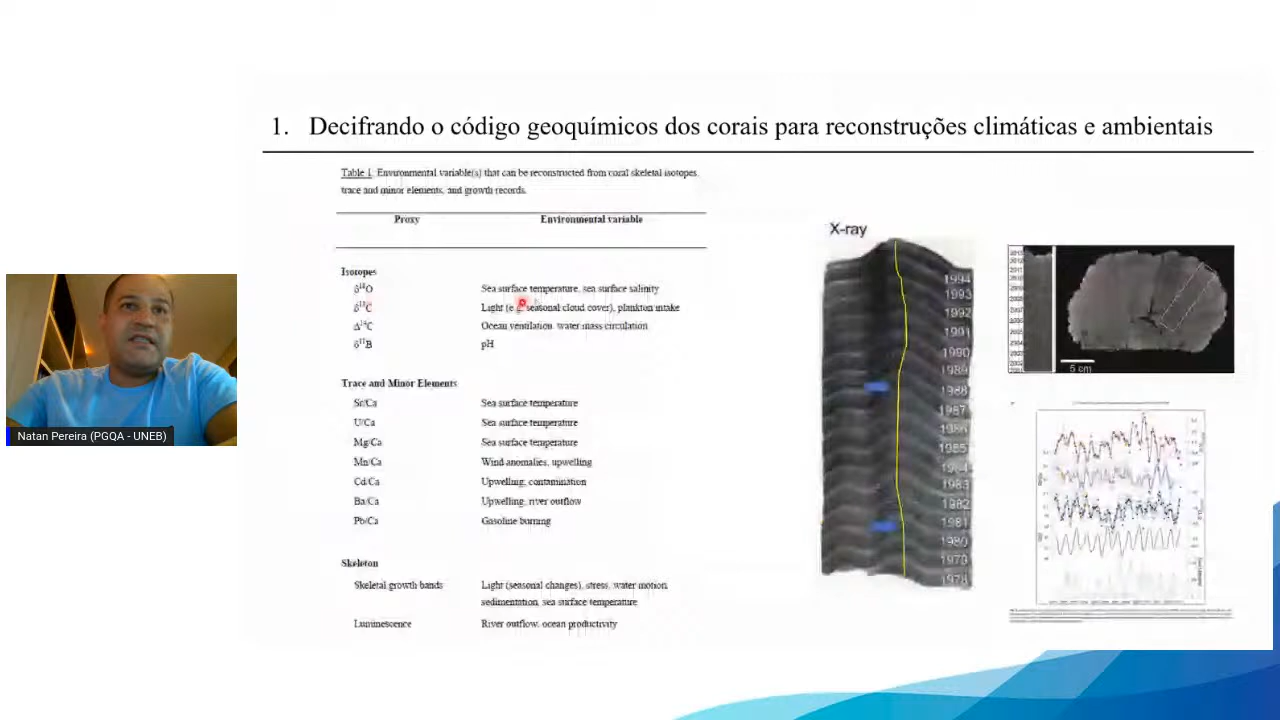 1. Decifrando o código geoquímicos dos corais para reconstruções climáticas e ambientais
Table 1. Environmental variable(s) that can be reconstructed from coral skeletal isotopes,
trace and minor elements, and growth records.
Proxy Environmental variable
Isotopes
δ¹⁸O Sea surface temperature, sea surface salinity
δ¹³C Light (e.g. seasonal cloud cover), plankton intake
Δ¹⁴C Ocean ventilation, water mass circulation
δ¹¹B pH
Trace and Minor Elements
Sr/Ca Sea surface temperature
U/Ca Sea surface temperature
Mg/Ca Sea surface temperature
Mn/Ca Wind anomalies, upwelling
Cd/Ca Upwelling, contamination
Ba/Ca Upwelling, river outflow
Pb/Ca Gasoline burning
Skeleton
Skeletal growth bands Light (seasonal changes), stress, water motion,
sedimentation, sea surface temperature
Luminescence River outflow, ocean productivity
X-ray
1994
1993
1992
1991
1990
1989
1988
1987
1986
1985
1984
1983
1982
1981
1980
1979
1978
5 cm
Natan Pereira (PGQA - UNEB)